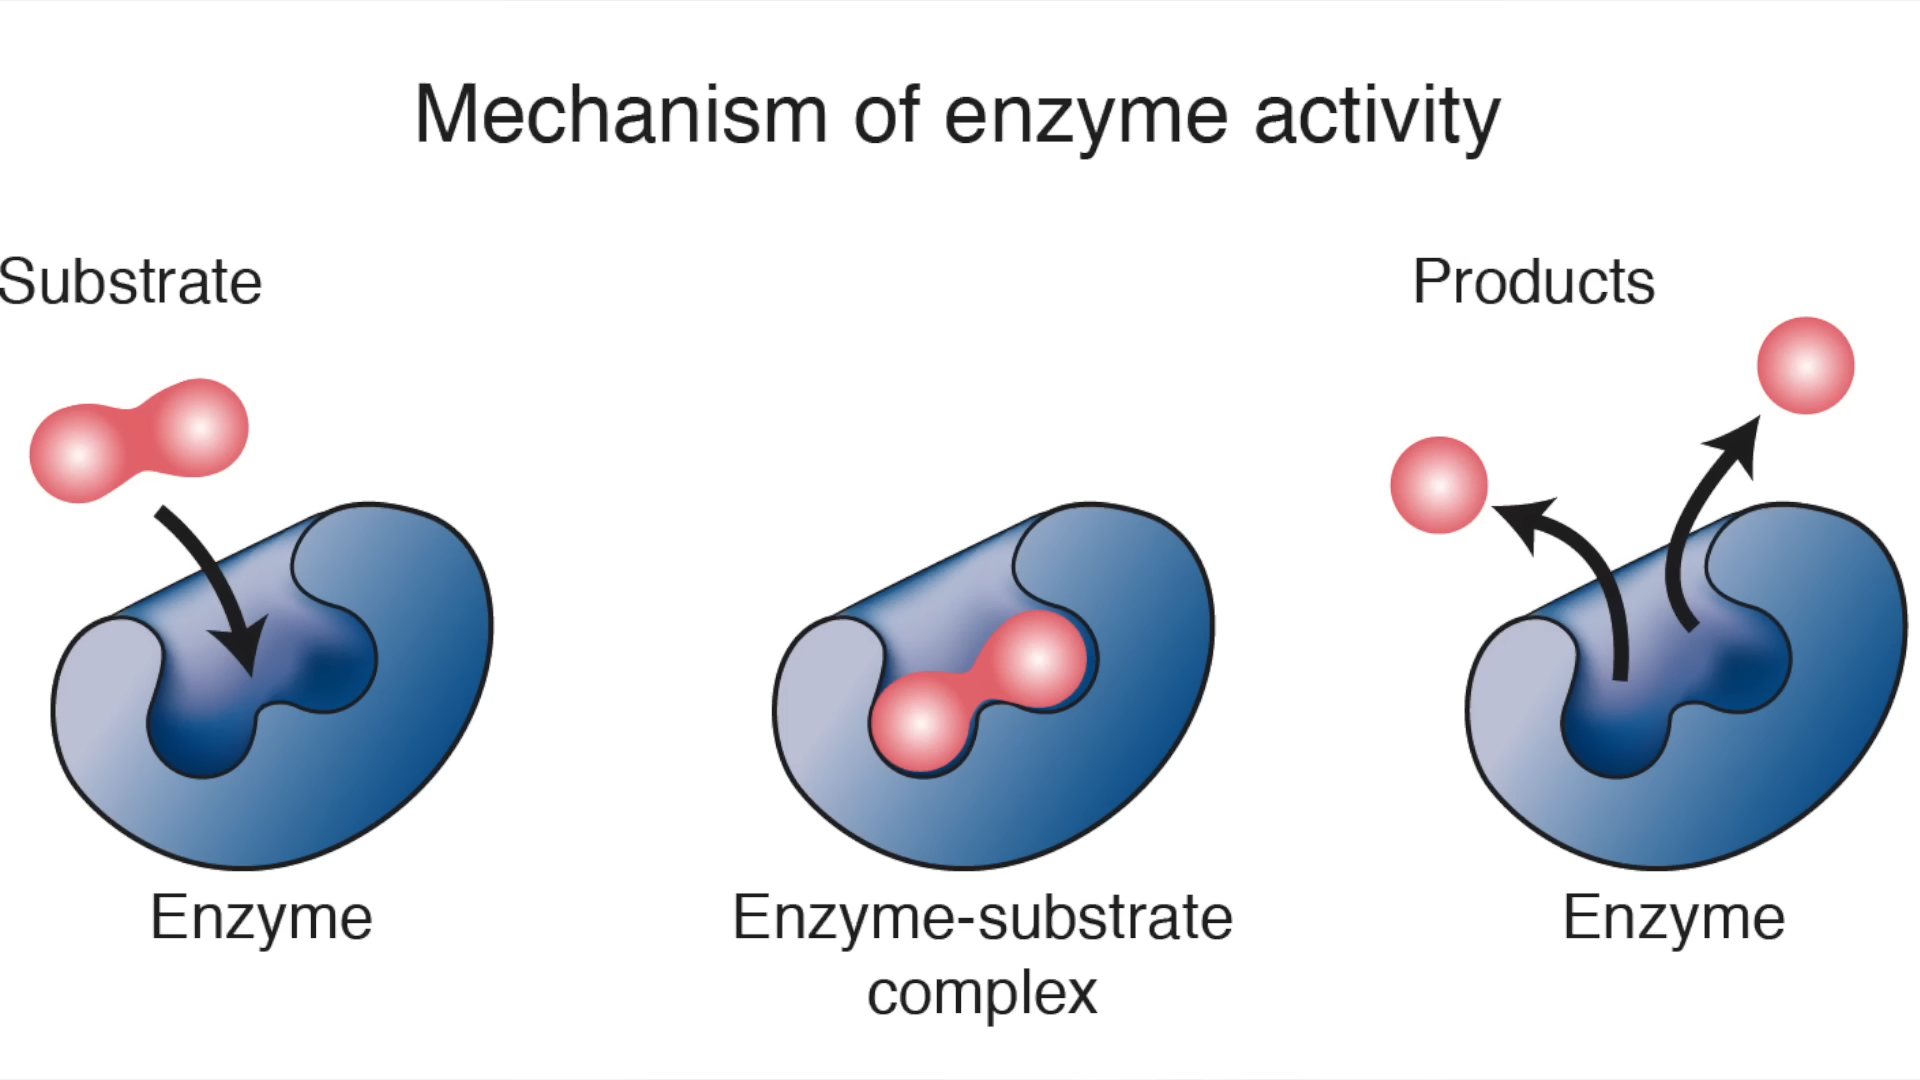 Mechanism of enzyme activity
Substrate
Products
Enzyme
Enzyme-substrate
complex
Enzyme